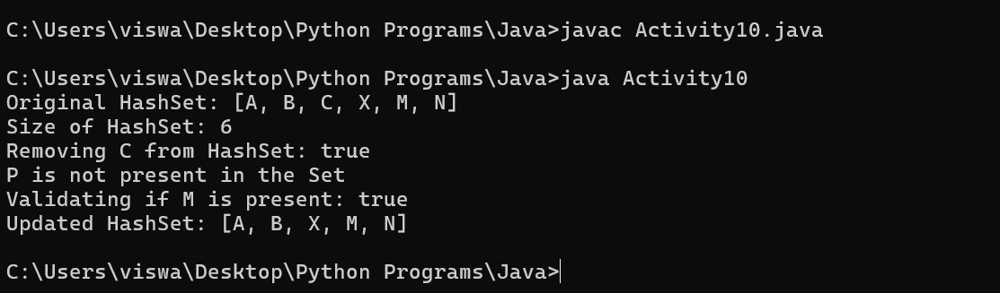 C:\Users\viswa\Desktop\Python Programs\Java>javac Activity10.java
C:\Users\viswa\Desktop\Python Programs\Java>java Activity10
Original HashSet: [A, B, C, X, M, N]
Size of HashSet: 6
Removing C from HashSet: true
P is not present in the Set
Validating if M is present: true
Updated HashSet: [A, B, X, M, N]
C:\Users\viswa\Desktop\Python Programs\Java>